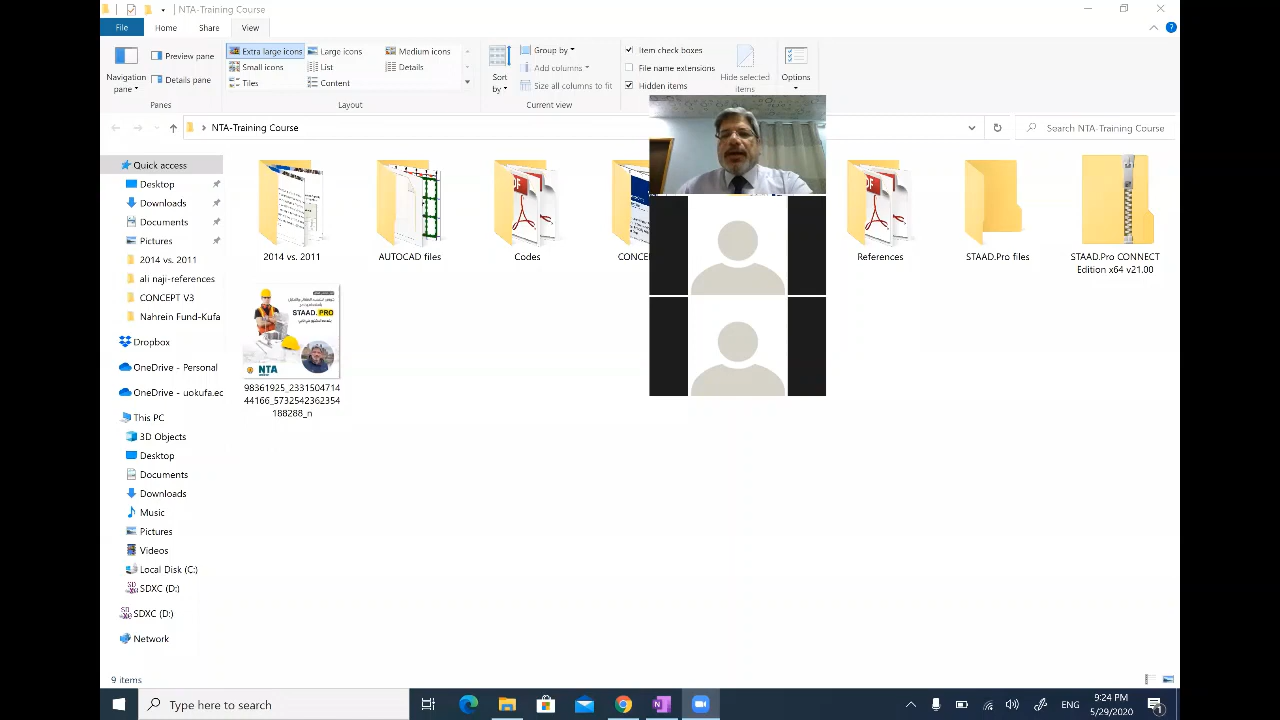 NTA-Training Course
File
Home
Share
View
Navigation pane
Preview pane
Details pane
Panes
Extra large icons
Large icons
Medium icons
Small icons
List
Details
Tiles
Content
Layout
Sort by
Group by
Add columns
Size all columns to fit
Current view
Item check boxes
File name extensions
Hidden items
Hide selected items
Options
NTA-Training Course
Search NTA-Training Course
Quick access
Desktop
Downloads
Documents
Pictures
2014 vs. 2011
ali naji-references
CONCEPT V3
Nahrein Fund-Kufa
Dropbox
OneDrive - Personal
OneDrive - uokufa.ec
This PC
3D Objects
Desktop
Documents
Downloads
Music
Pictures
Videos
Local Disk (C:)
SDXC (D:)
SDXC (D:)
Network
2014 vs. 2011
AUTOCAD files
Codes
References
STAAD.Pro files
STAAD.Pro CONNECT
Edition x64 v21.00
STAAD.PRO
NTA
98361925_2331504714
44166_5732542362354
188288_n
9 items
Type here to search
ENG
9:24 PM
5/29/2020